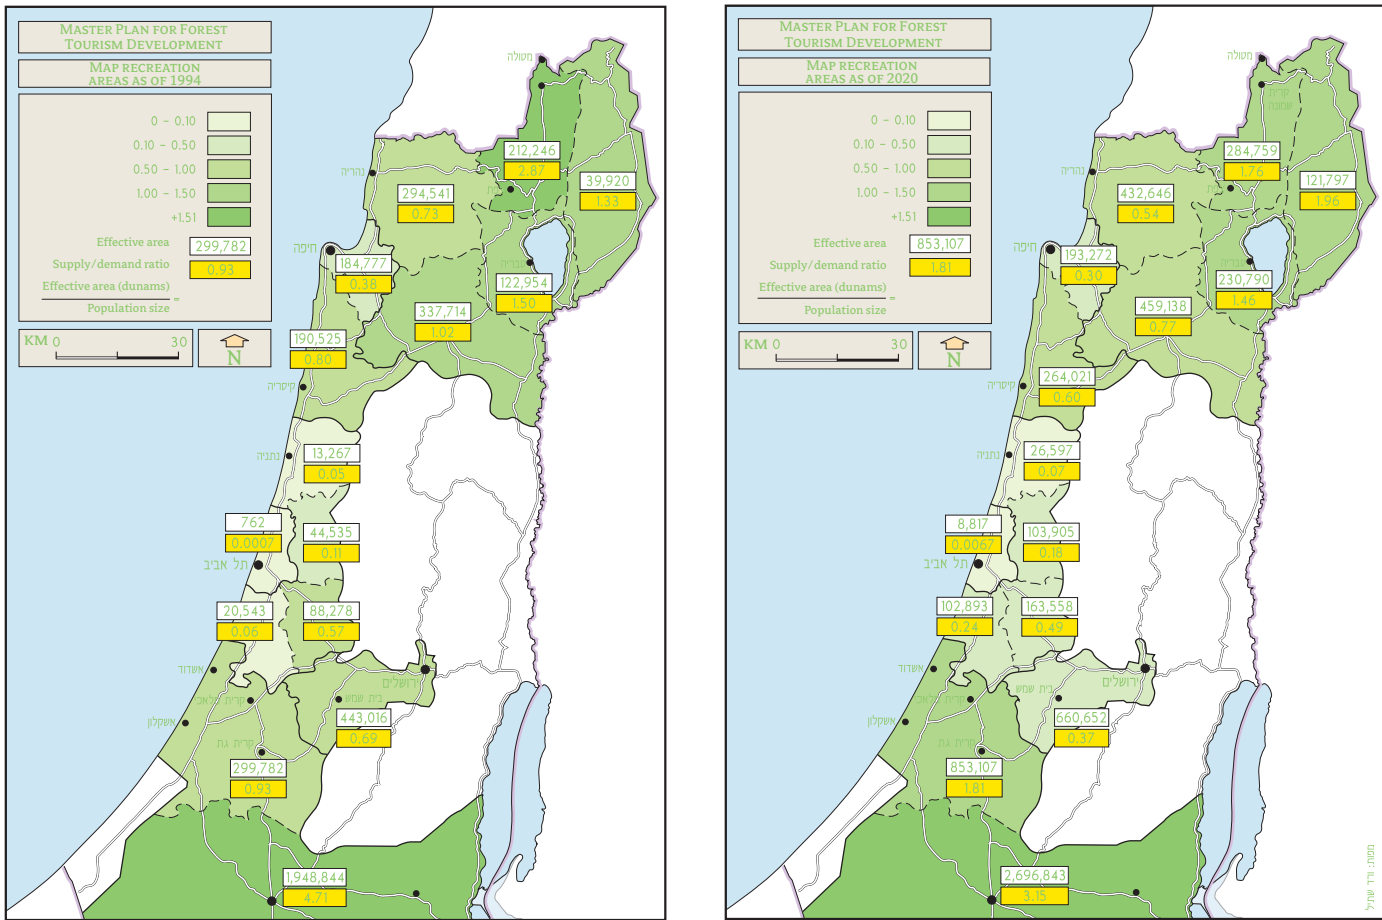 MASTER PLAN FOR FOREST
TOURISM DEVELOPMENT
MAP RECREATION
AREAS AS OF 1994
0 – 0.10
0.10 – 0.50
0.50 – 1.00
1.00 – 1.50
+1.51
Effective area
299,782
Supply/demand ratio
0.93
Effective area (dunams)
=
Population size
KM 0 30
N
מטולה
212,246
2.87
39,920
1.33
נהריה
294,541
0.73
חיפה
184,777
0.38
122,954
1.50
337,714
1.02
190,525
0.80
קיסריה
13,267
0.05
נתניה
762
0.0007
44,535
0.11
תל אביב
20,543
0.06
88,278
0.57
אשדוד
ירושלים
בית שמש
אשקלון
443,016
0.69
קרית גת
299,782
0.93
1,948,844
4.71
MASTER PLAN FOR FOREST
TOURISM DEVELOPMENT
MAP RECREATION
AREAS AS OF 2020
0 – 0.10
0.10 – 0.50
0.50 – 1.00
1.00 – 1.50
+1.51
Effective area
853,107
Supply/demand ratio
1.81
Effective area (dunams)
=
Population size
KM 0 30
N
מטולה
קרית
שמונה
284,759
1.76
121,797
1.96
נהריה
432,646
0.54
חיפה
193,272
0.30
230,790
1.46
459,138
0.77
264,021
0.60
קיסריה
26,597
0.07
נתניה
8,817
0.0067
103,905
0.18
תל אביב
102,893
0.24
163,558
0.49
אשדוד
ירושלים
בית שמש
אשקלון
660,652
0.37
קרית גת
853,107
1.81
2,696,843
3.15
מפות: ורד שתיל